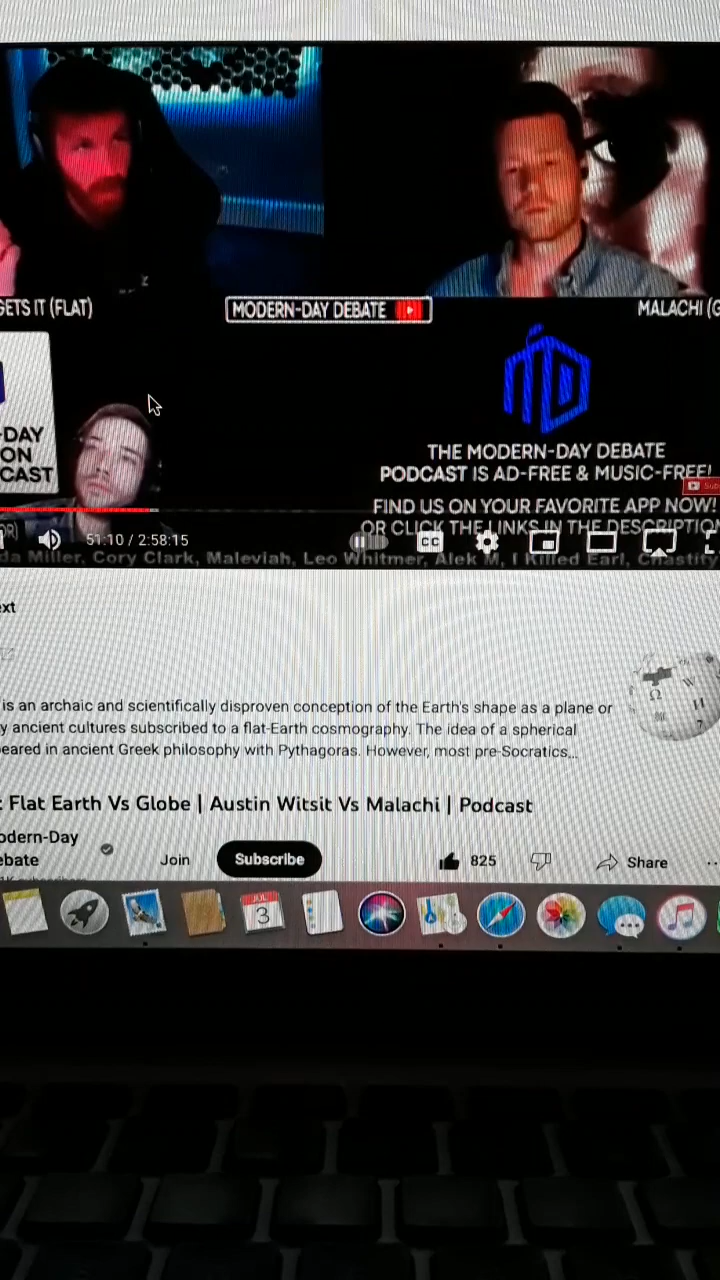 GETS IT (FLAT)
MODERN-DAY DEBATE
MALACHI (G
-DAY
ON
CAST
THE MODERN-DAY DEBATE
PODCAST IS AD-FREE & MUSIC-FREE!
FIND US ON YOUR FAVORITE APP NOW!
OR CLICK THE LINKS IN THE DESCRIPTION
51:10 / 2:58:15
CC
da Miller, Cory Clark, Maleviah, Leo Whitmer, Alek M, I Killed Earl, Chastity
ext
is an archaic and scientifically disproven conception of the Earth's shape as a plane or
y ancient cultures subscribed to a flat-Earth cosmography. The idea of a spherical
eared in ancient Greek philosophy with Pythagoras. However, most pre-Socratics...
: Flat Earth Vs Globe | Austin Witsit Vs Malachi | Podcast
odern-Day
ebate
Join
Subscribe
825
Share
JUL
3